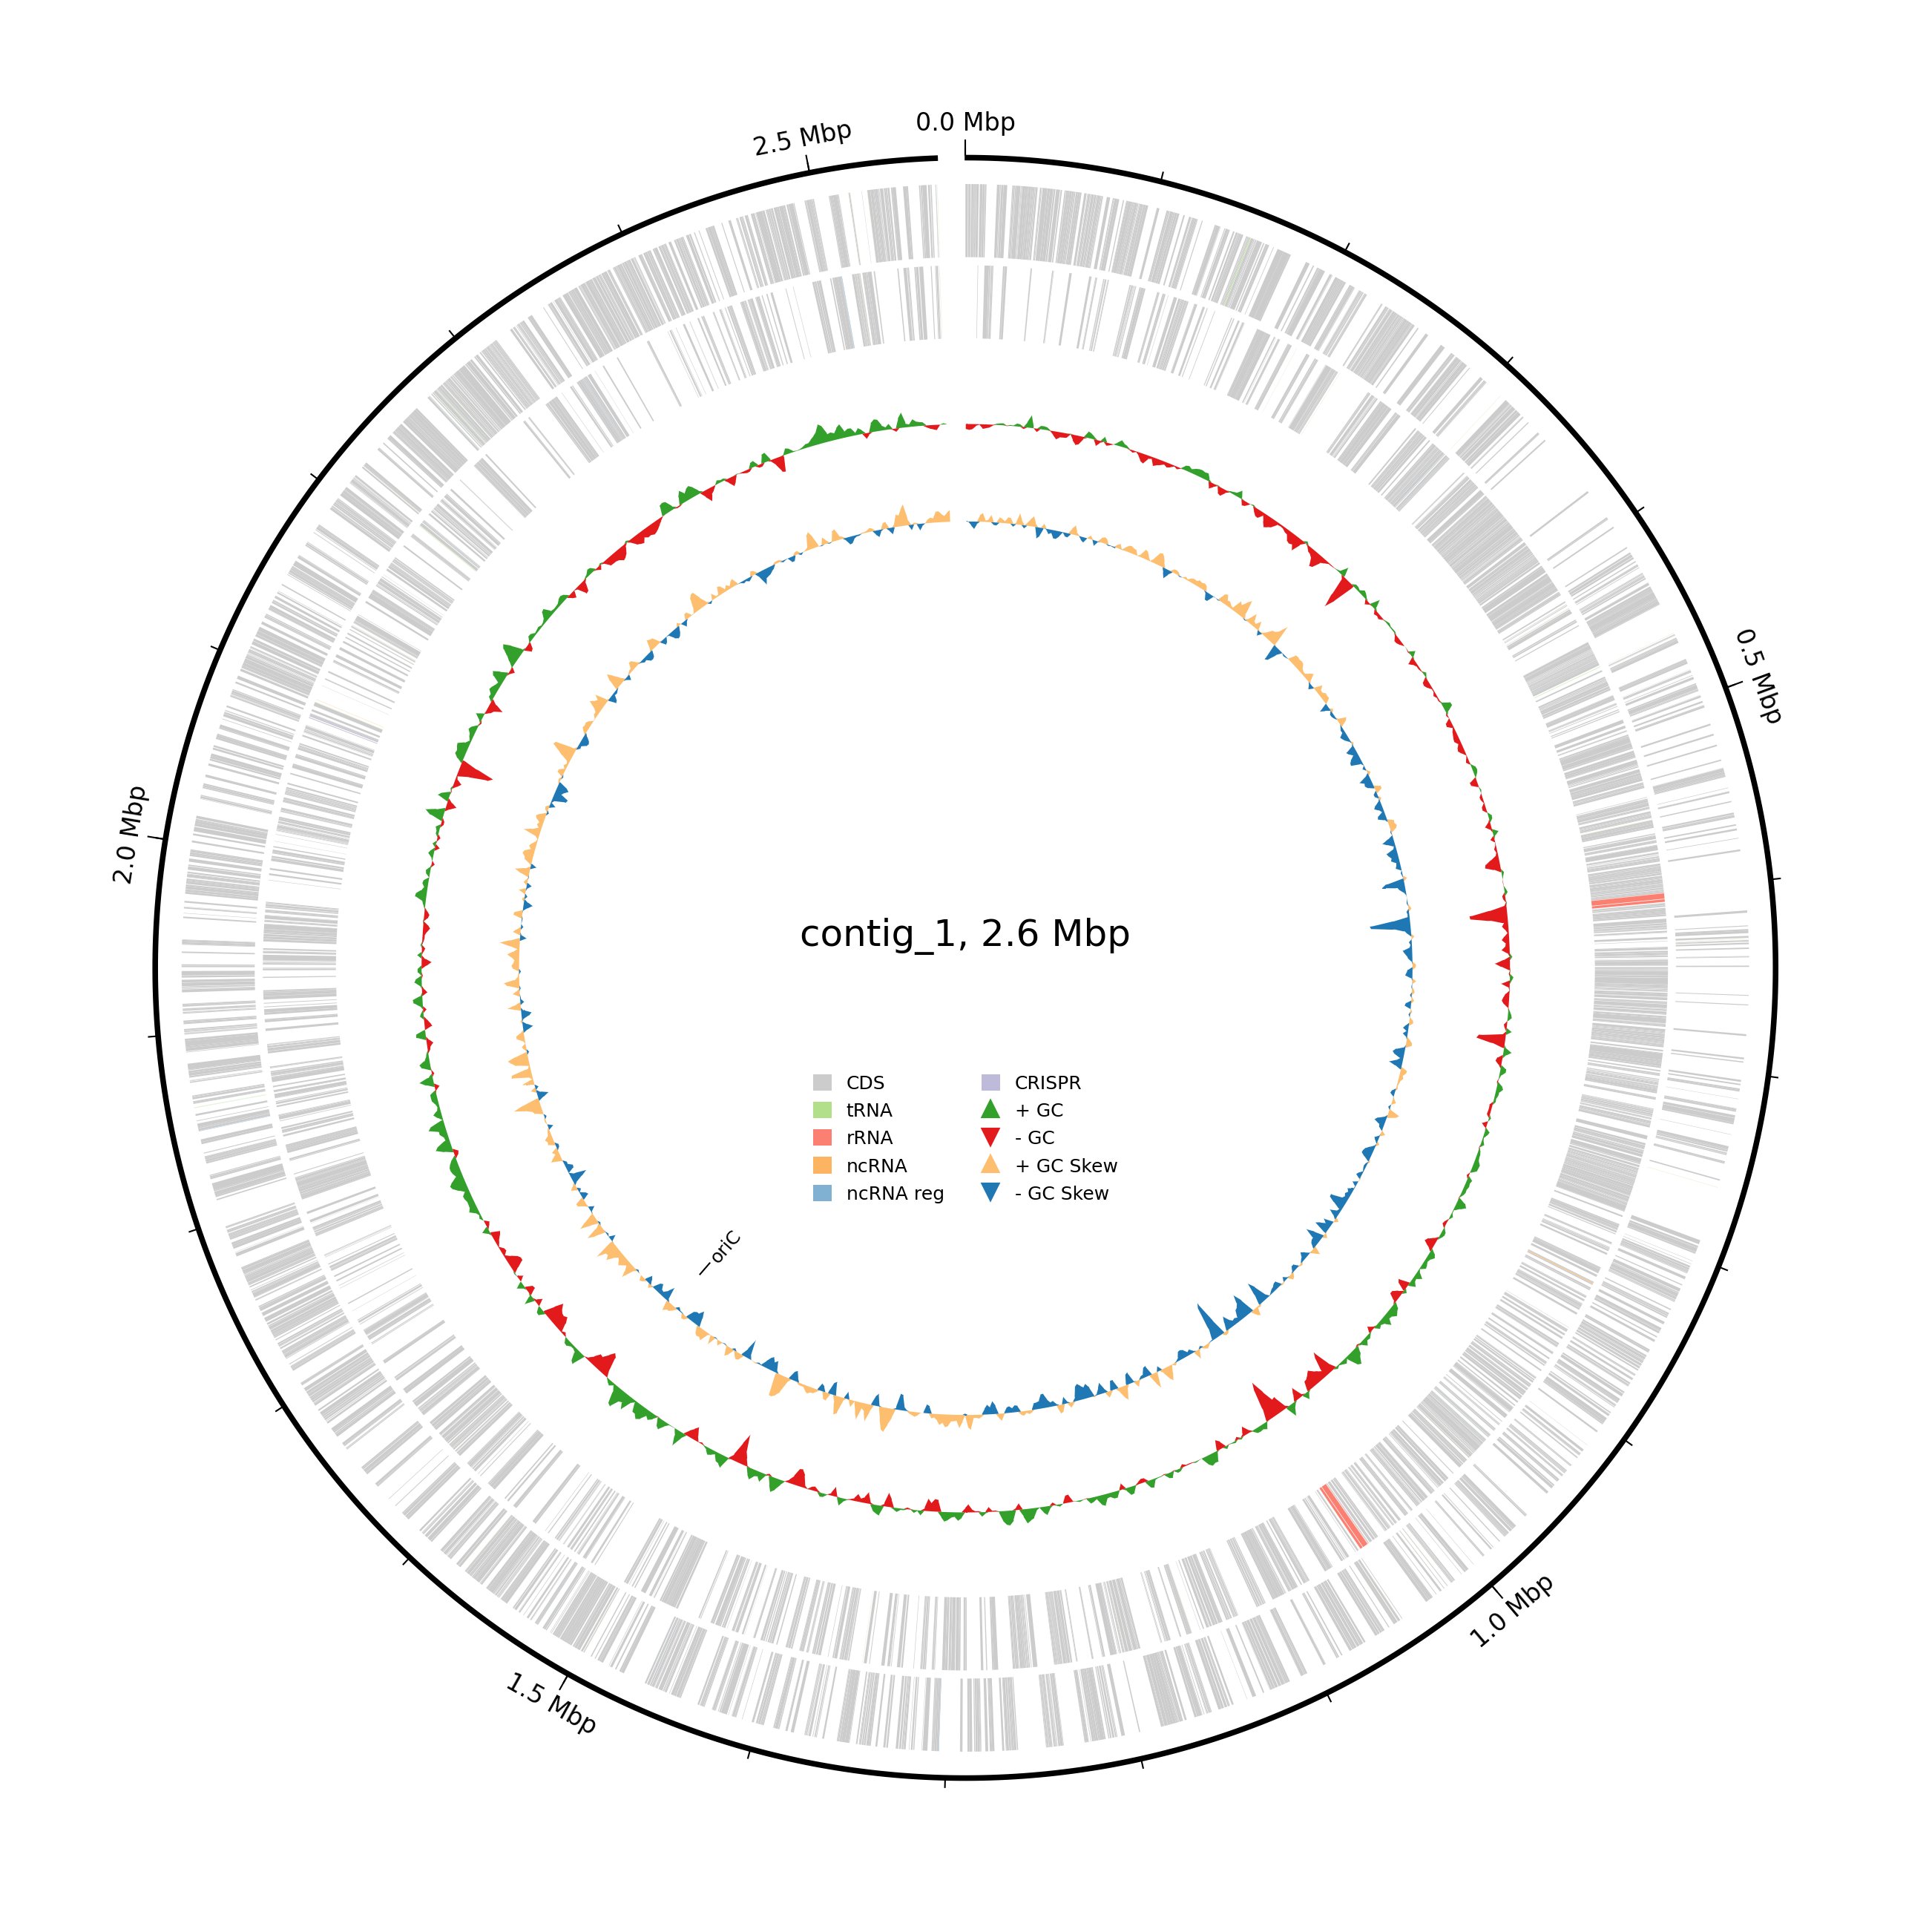 0.0 Mbp
2.5 Mbp
0.5 Mbp
2.0 Mbp
contig_1, 2.6 Mbp
CDS
tRNA
rRNA
ncRNA
ncRNA reg
CRISPR
+ GC
- GC
+ GC Skew
- GC Skew
oriC
1.0 Mbp
1.5 Mbp